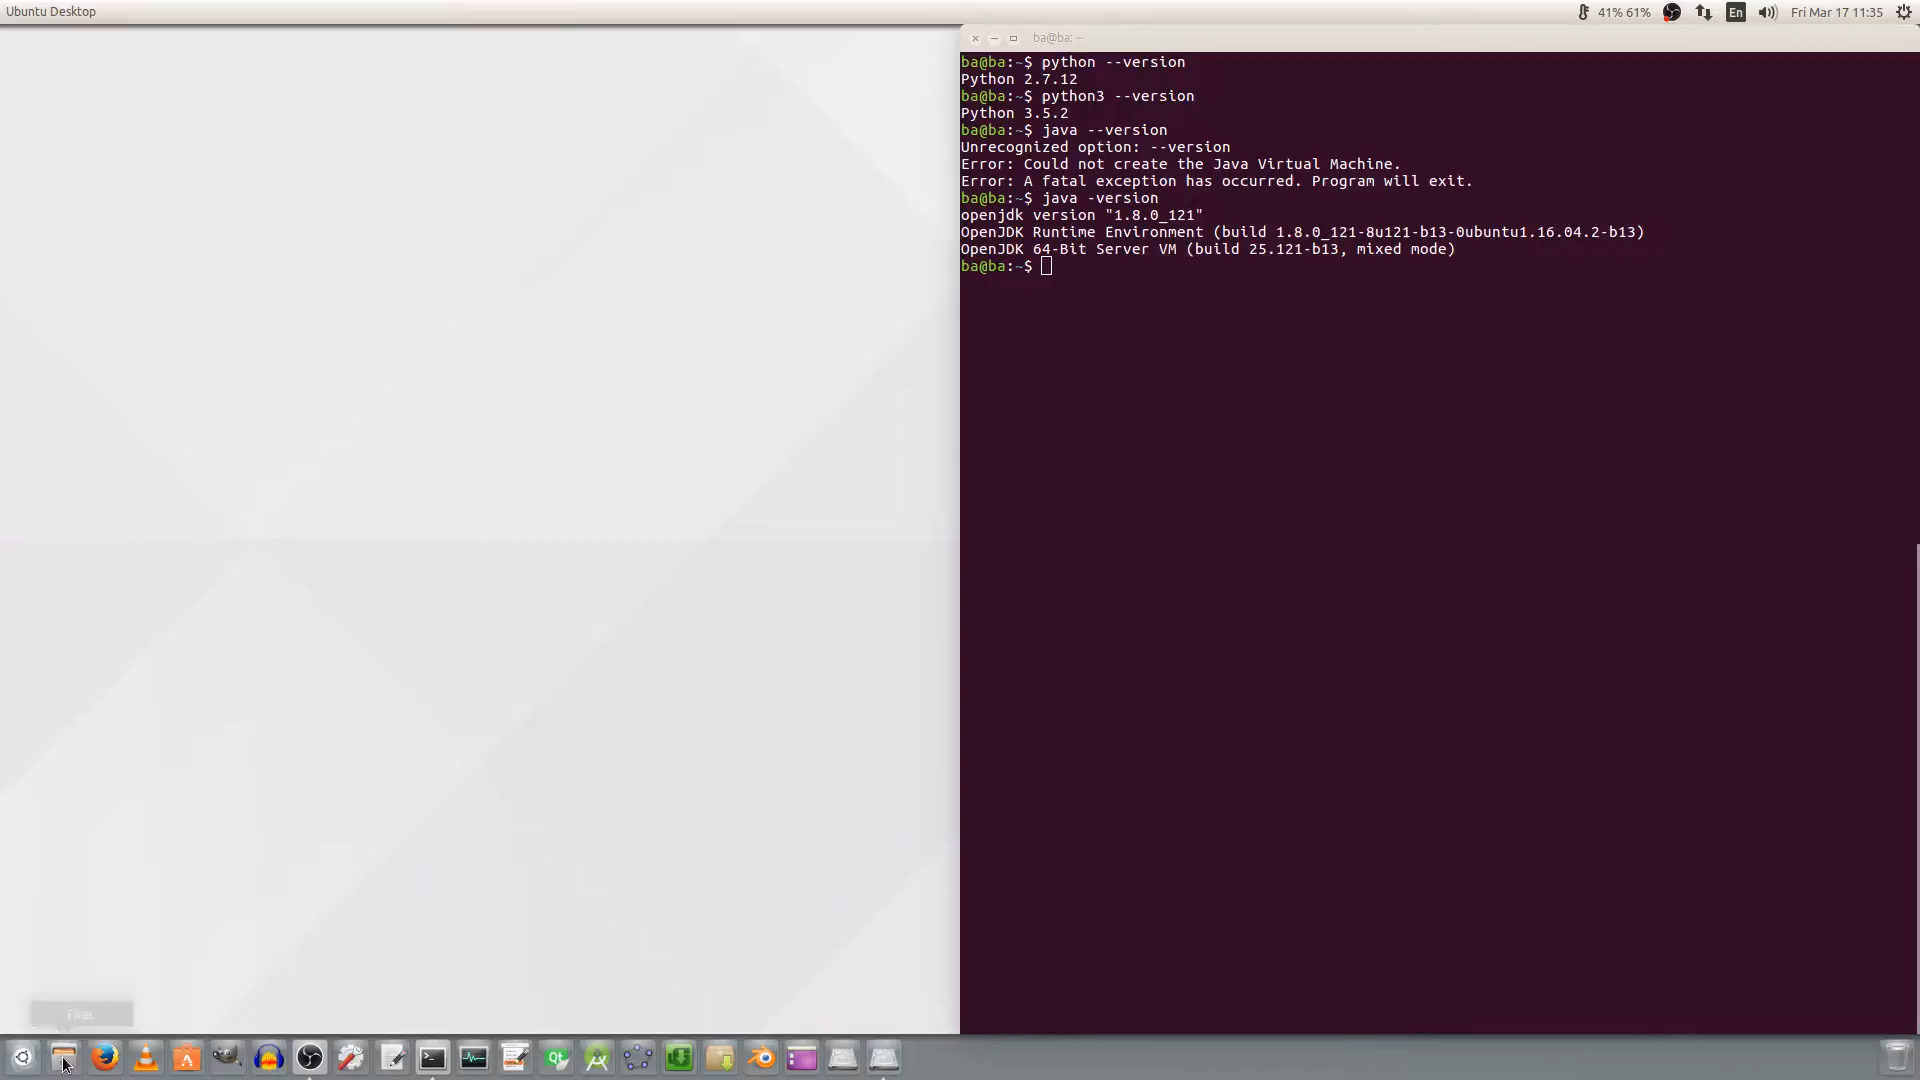 Ubuntu Desktop
41% 61%
En
Fri Mar 17 11:35
ba@ba: ~
ba@ba:~$ python --version
Python 2.7.12
ba@ba:~$ python3 --version
Python 3.5.2
ba@ba:~$ java --version
Unrecognized option: --version
Error: Could not create the Java Virtual Machine.
Error: A fatal exception has occurred. Program will exit.
ba@ba:~$ java -version
openjdk version "1.8.0_121"
OpenJDK Runtime Environment (build 1.8.0_121-8u121-b13-0ubuntu1.16.04.2-b13)
OpenJDK 64-Bit Server VM (build 25.121-b13, mixed mode)
ba@ba:~$
Files
Qt